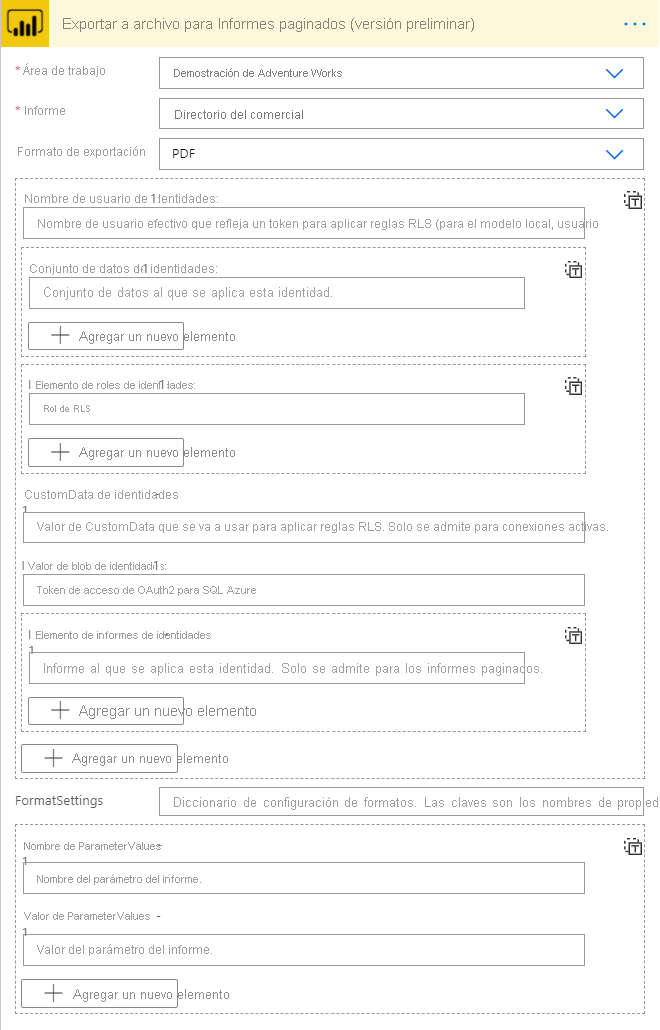 Exportar a archivo para Informes paginados (versión preliminar)
* Área de trabajo
Demostración de Adventure Works
* Informe
Directorio del comercial
Formato de exportación
PDF
Nombre de usuario de identidades: 1
Nombre de usuario efectivo que refleja un token para aplicar reglas RLS (para el modelo local, usuario
Conjunto de datos de identidades: 1
Conjunto de datos al que se aplica esta identidad.
Agregar un nuevo elemento
Elemento de roles de identidades: 1
Rol de RLS
Agregar un nuevo elemento
CustomData de identidades -
1
Valor de CustomData que se va a usar para aplicar reglas RLS. Solo se admite para conexiones activas.
Valor de blob de identidades: 1
Token de acceso de OAuth2 para SQL Azure
Elemento de informes de identidades -
1
Informe al que se aplica esta identidad. Solo se admite para los informes paginados.
Agregar un nuevo elemento
Agregar un nuevo elemento
FormatSettings
Diccionario de configuración de formatos. Las claves son los nombres de propied
Nombre de ParameterValues -
1
Nombre del parámetro del informe.
Valor de ParameterValues -
1
Valor del parámetro del informe.
Agregar un nuevo elemento